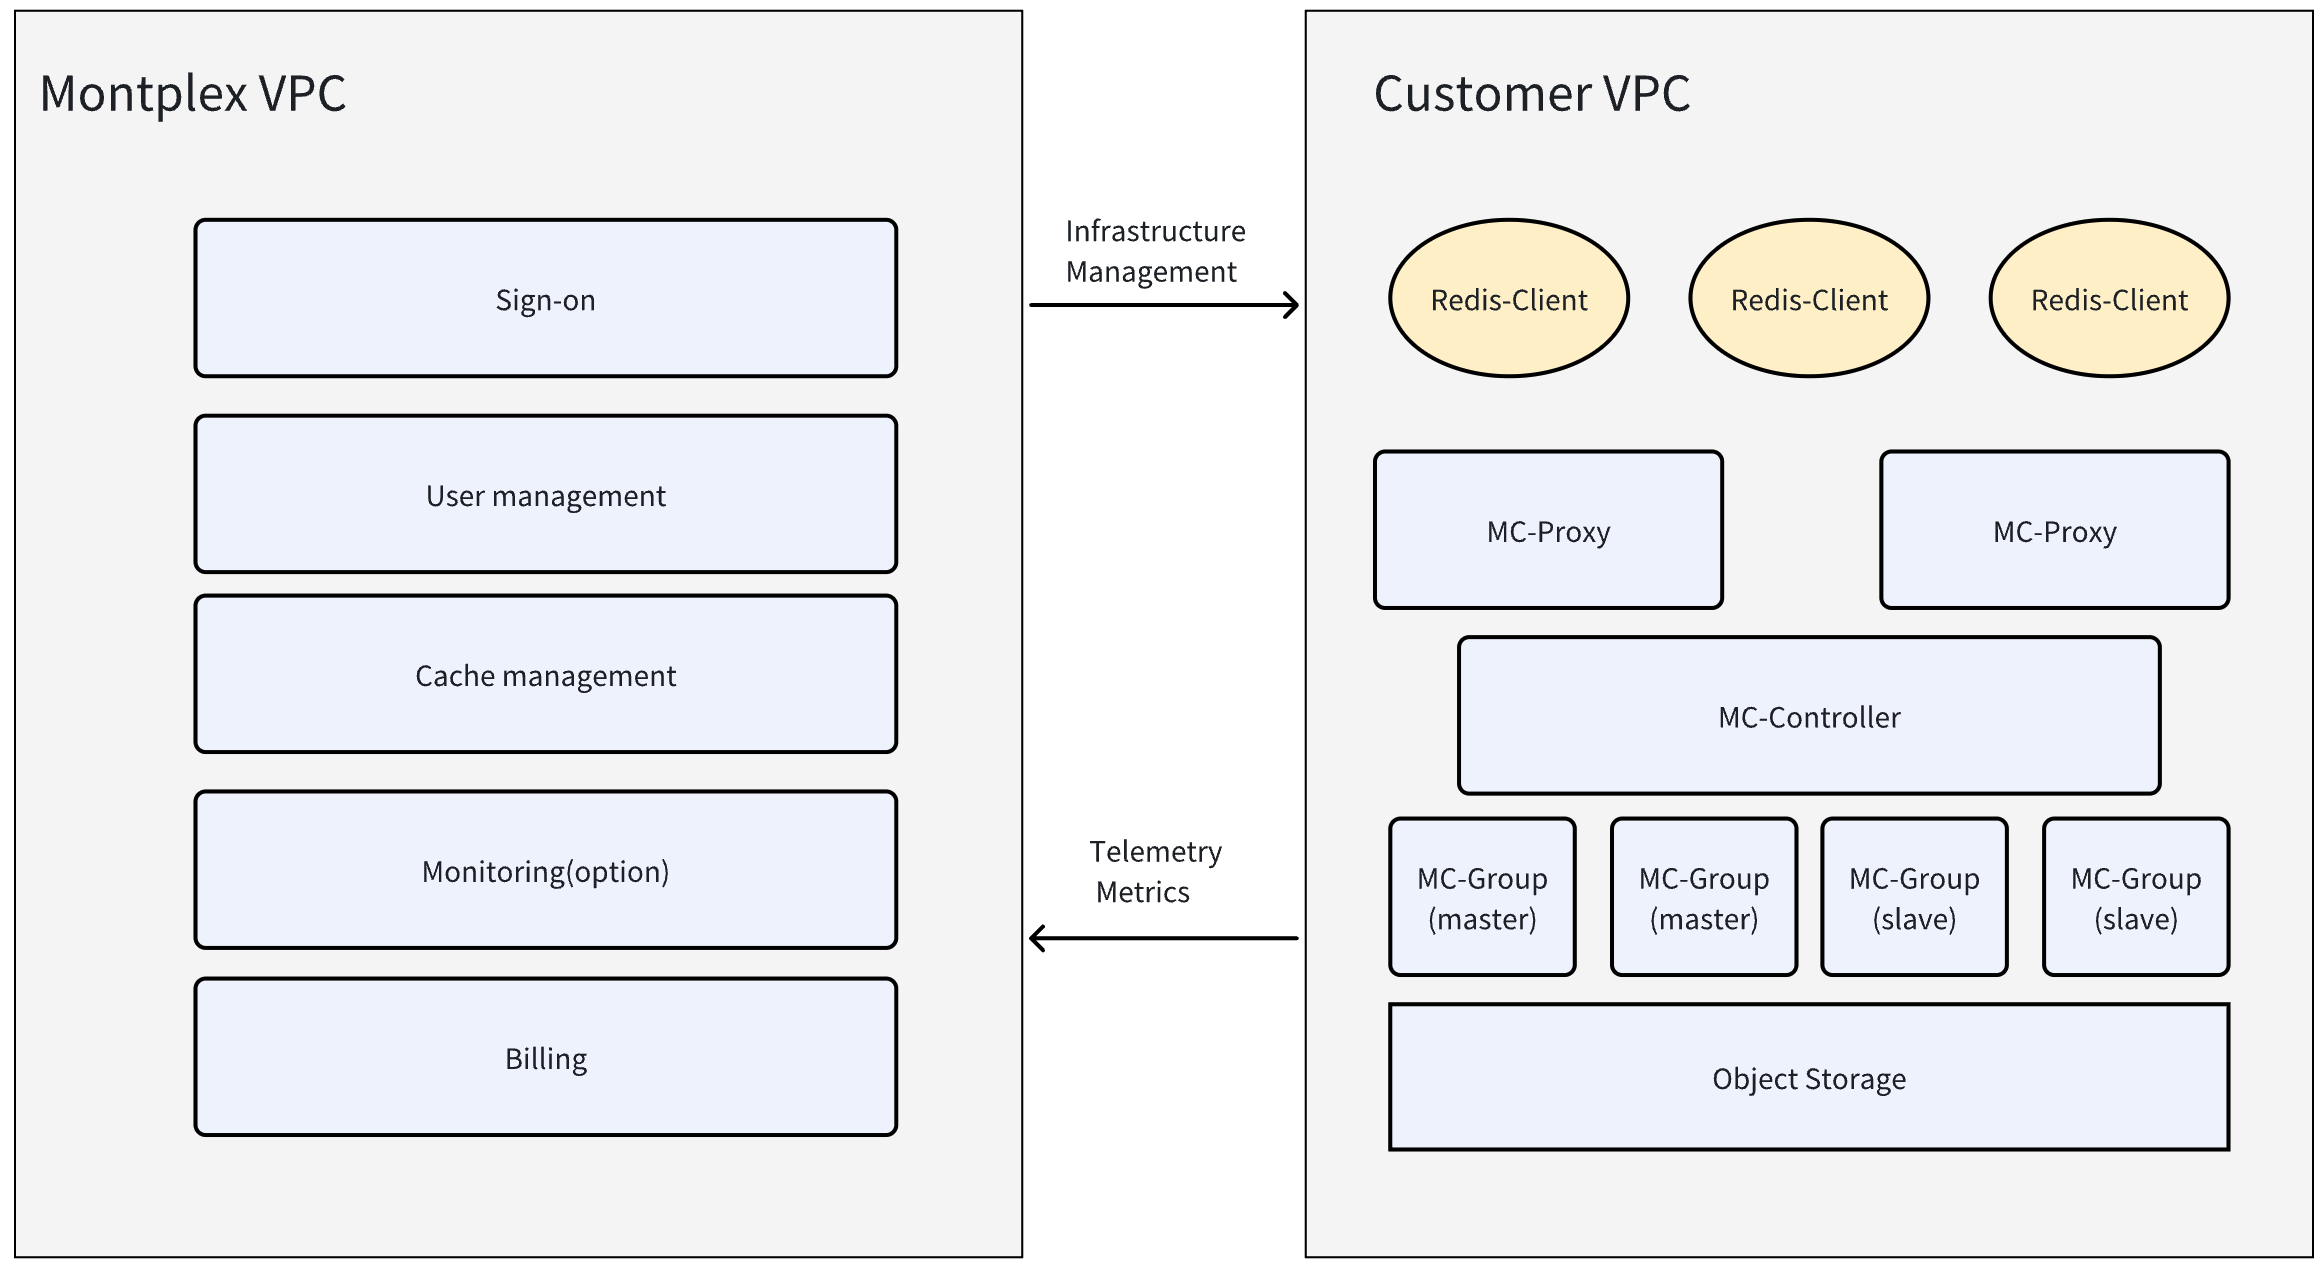 Montplex VPC
Sign-on
User management
Cache management
Monitoring(option)
Billing
Infrastructure
Management
Telemetry
Metrics
Customer VPC
Redis-Client
Redis-Client
Redis-Client
MC-Proxy
MC-Proxy
MC-Controller
MC-Group
(master)
MC-Group
(master)
MC-Group
(slave)
MC-Group
(slave)
Object Storage